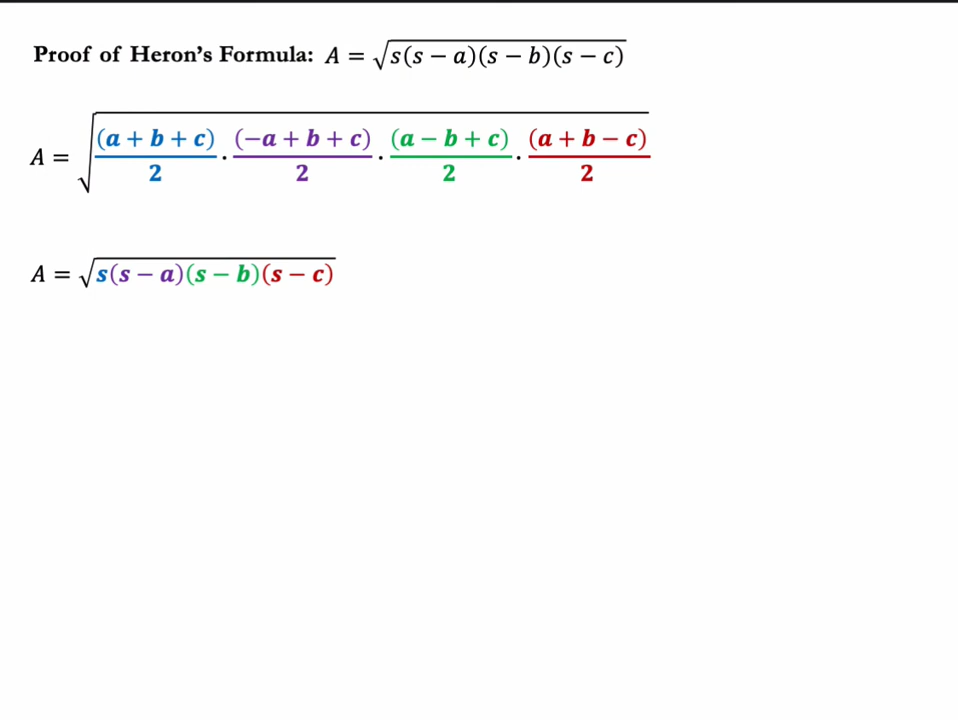 Proof of Heron's Formula: A = √s(s − a)(s − b)(s − c)
A = √(a + b + c)/2 · (−a + b + c)/2 · (a − b + c)/2 · (a + b − c)/2
A = √s(s − a)(s − b)(s − c)